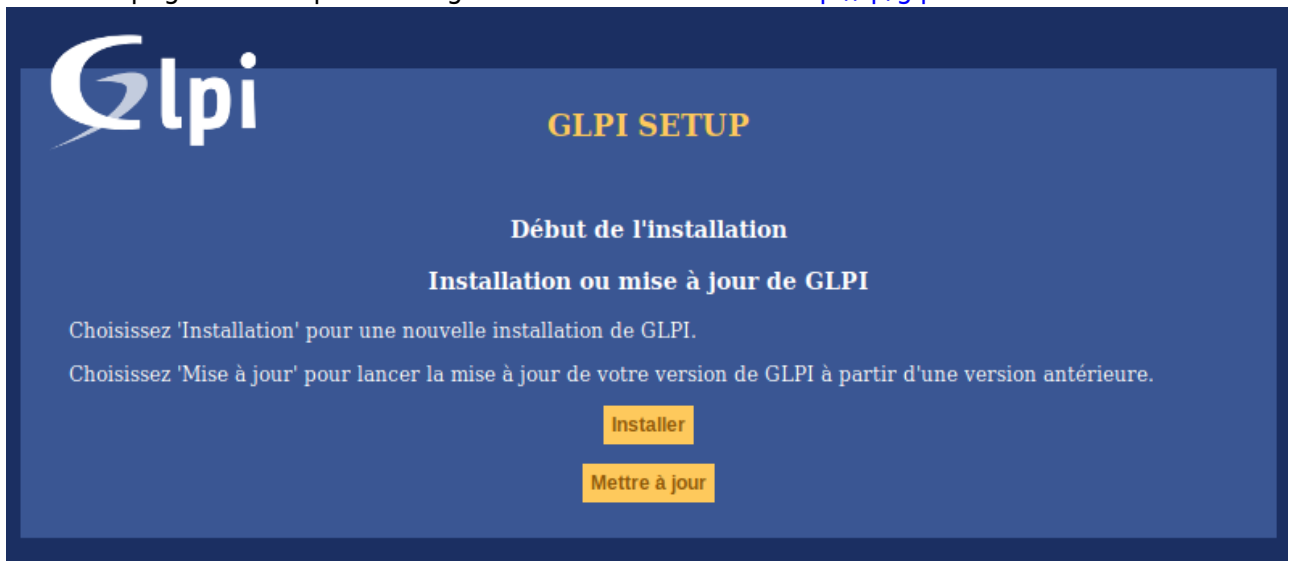 Glpi
GLPI SETUP
Début de l'installation
Installation ou mise à jour de GLPI
Choisissez 'Installation' pour une nouvelle installation de GLPI.
Choisissez 'Mise à jour' pour lancer la mise à jour de votre version de GLPI à partir d'une version antérieure.
Installer
Mettre à jour